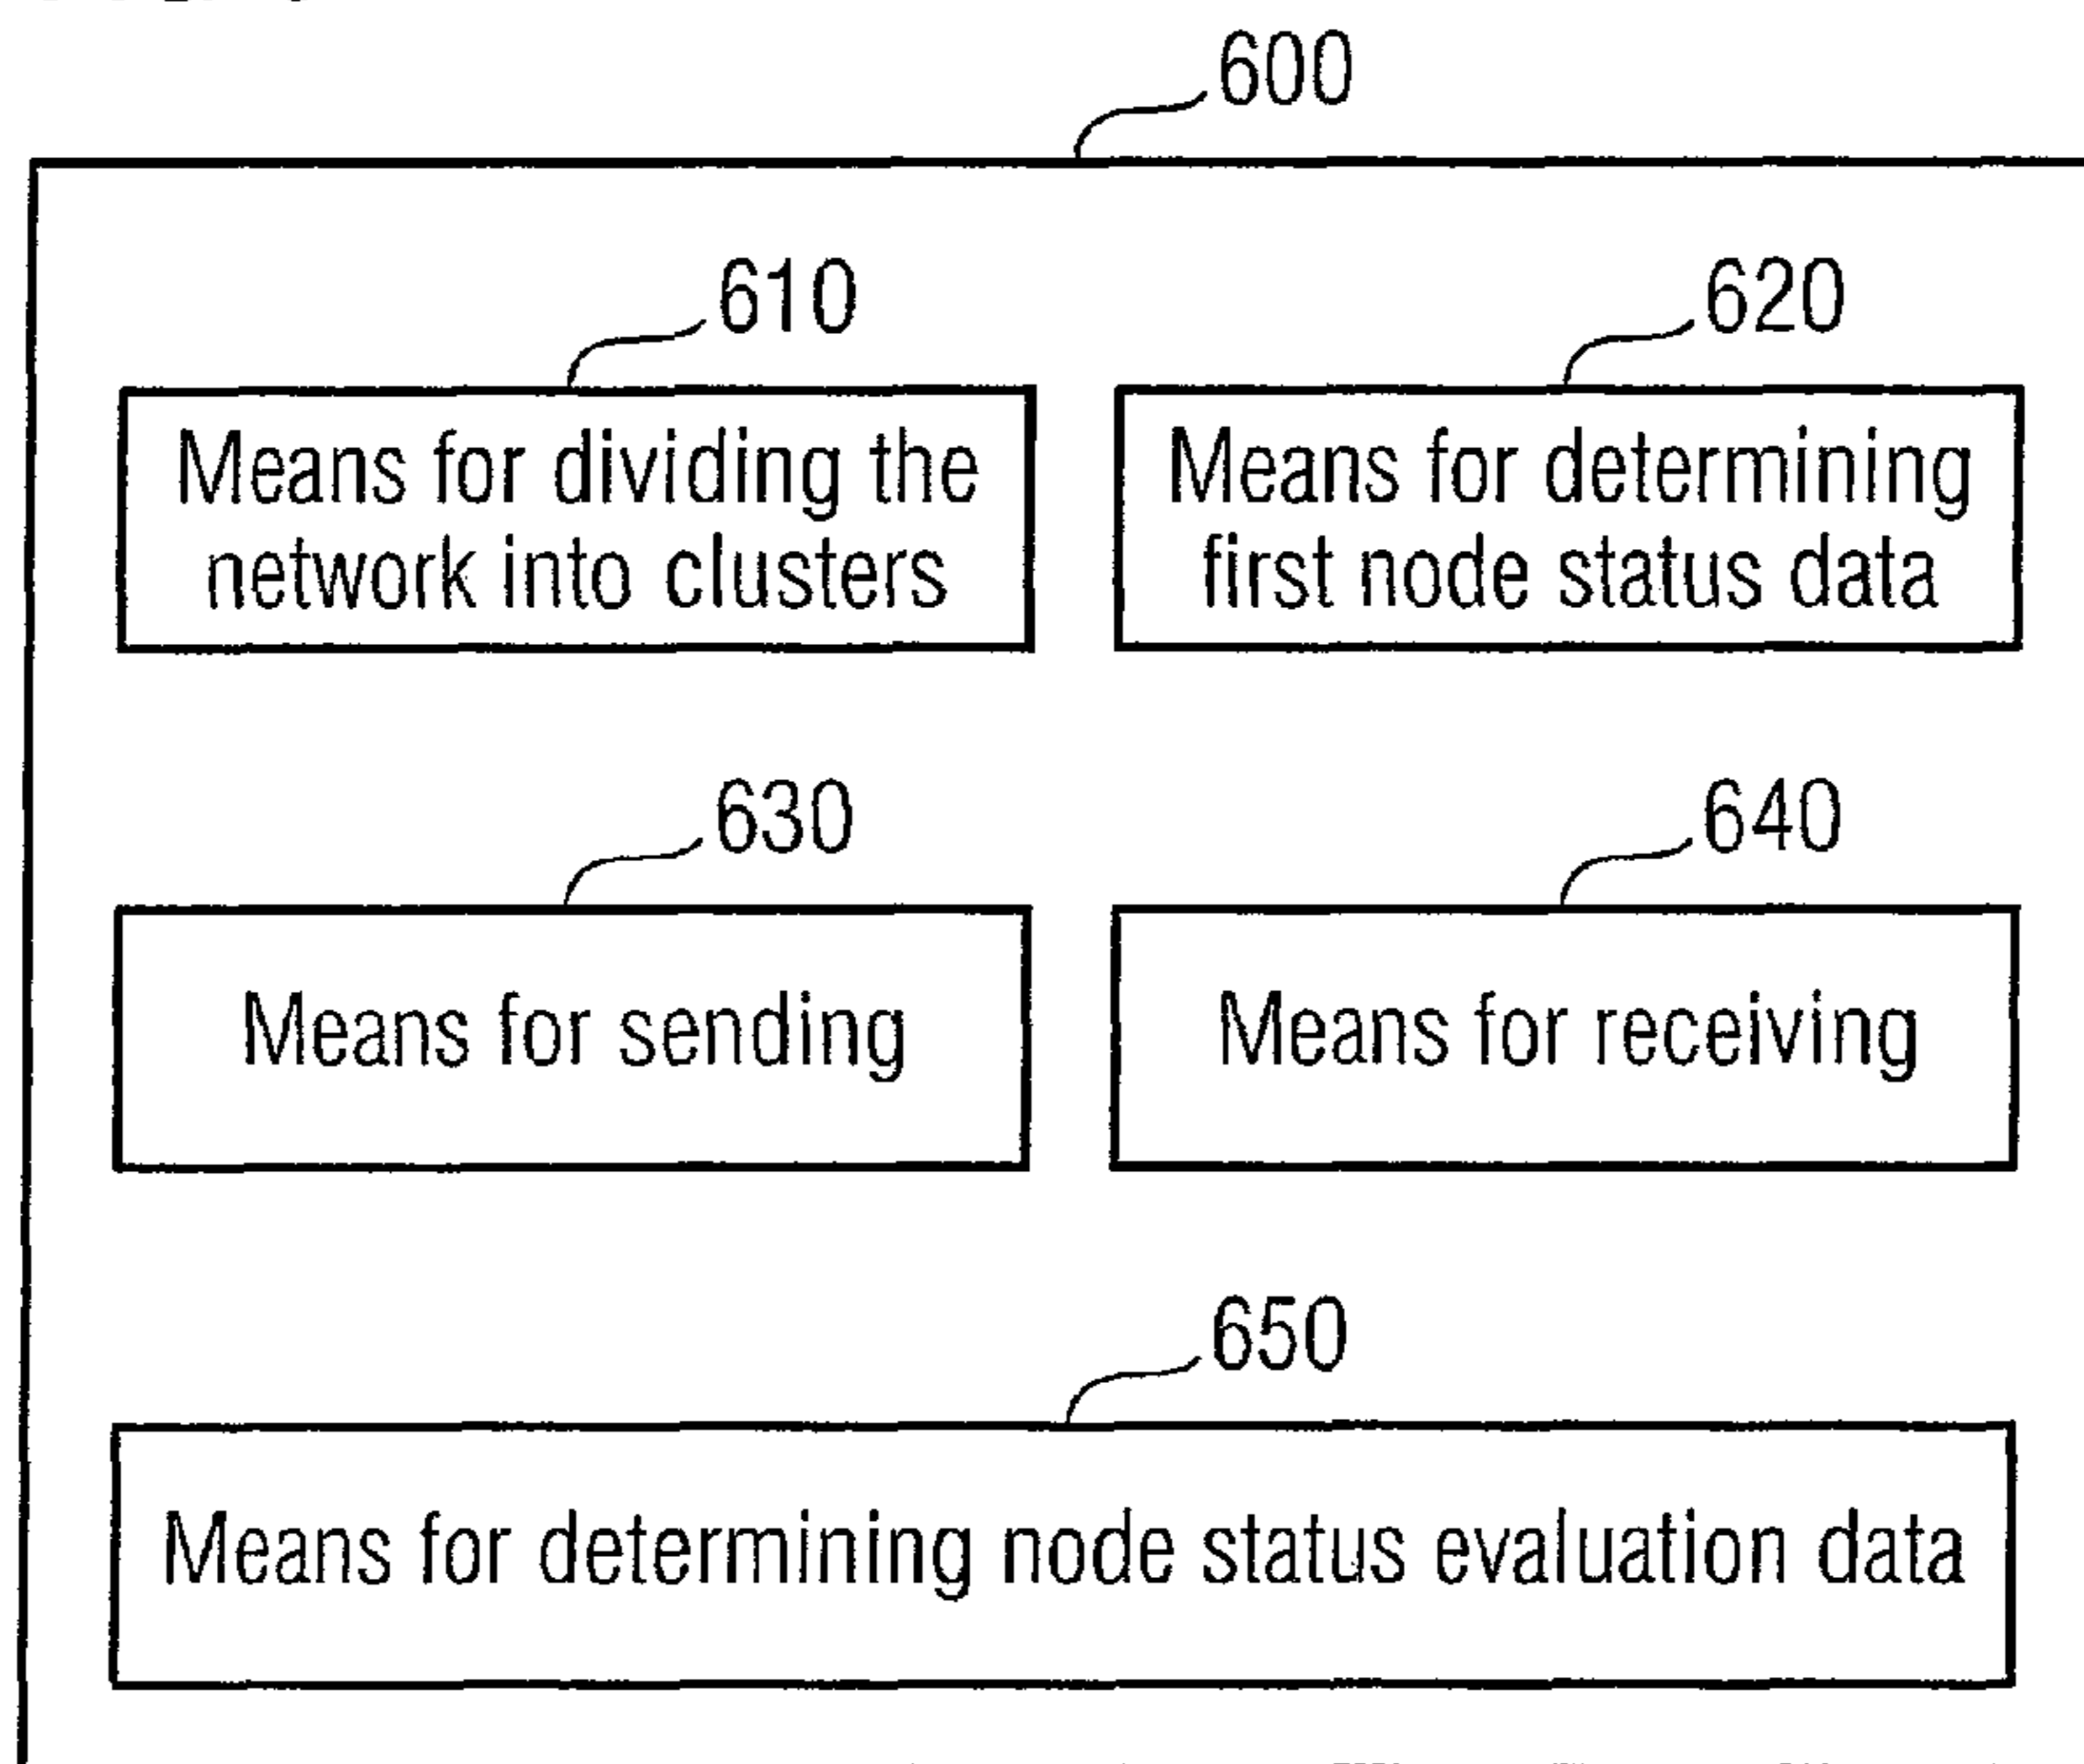 600
610
620
Means for dividing the
network into clusters
Means for determining
first node status data
630
640
Means for sending
Means for receiving
650
Means for determining node status evaluation data